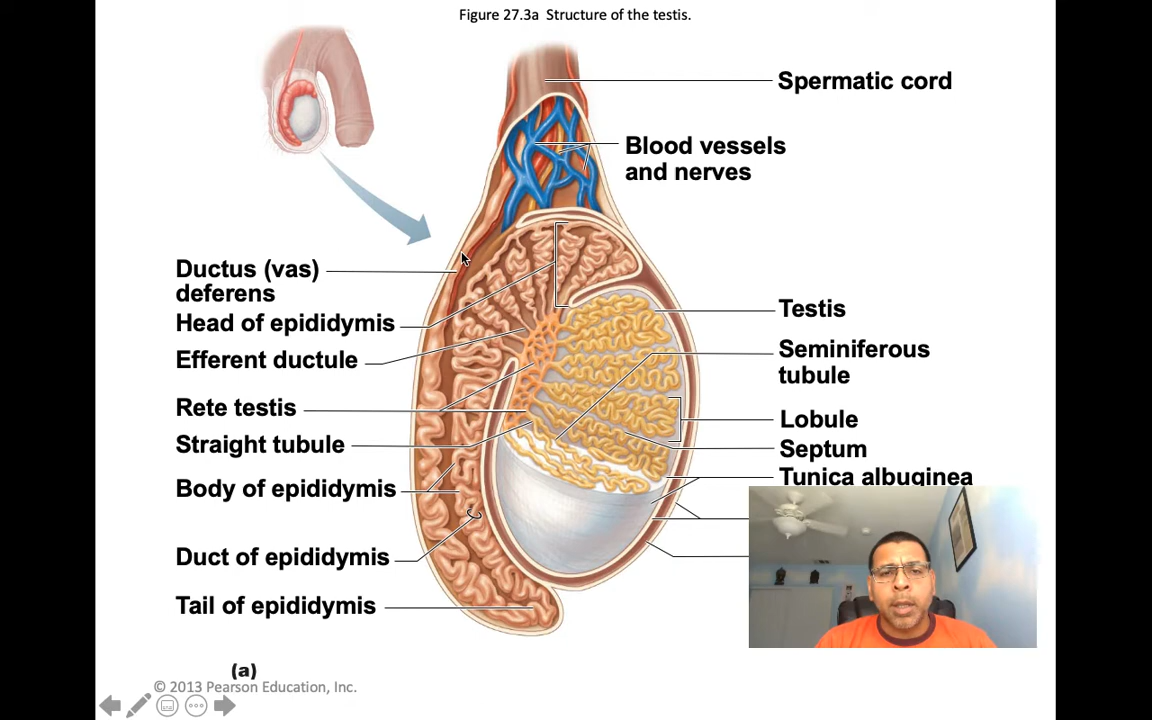 Figure 27.3a  Structure of the testis.
Spermatic cord
Blood vessels
and nerves
Ductus (vas)
deferens
Head of epididymis
Efferent ductule
Rete testis
Straight tubule
Body of epididymis
Duct of epididymis
Tail of epididymis
Testis
Seminiferous
tubule
Lobule
Septum
Tunica albuginea
(a)
© 2013 Pearson Education, Inc.